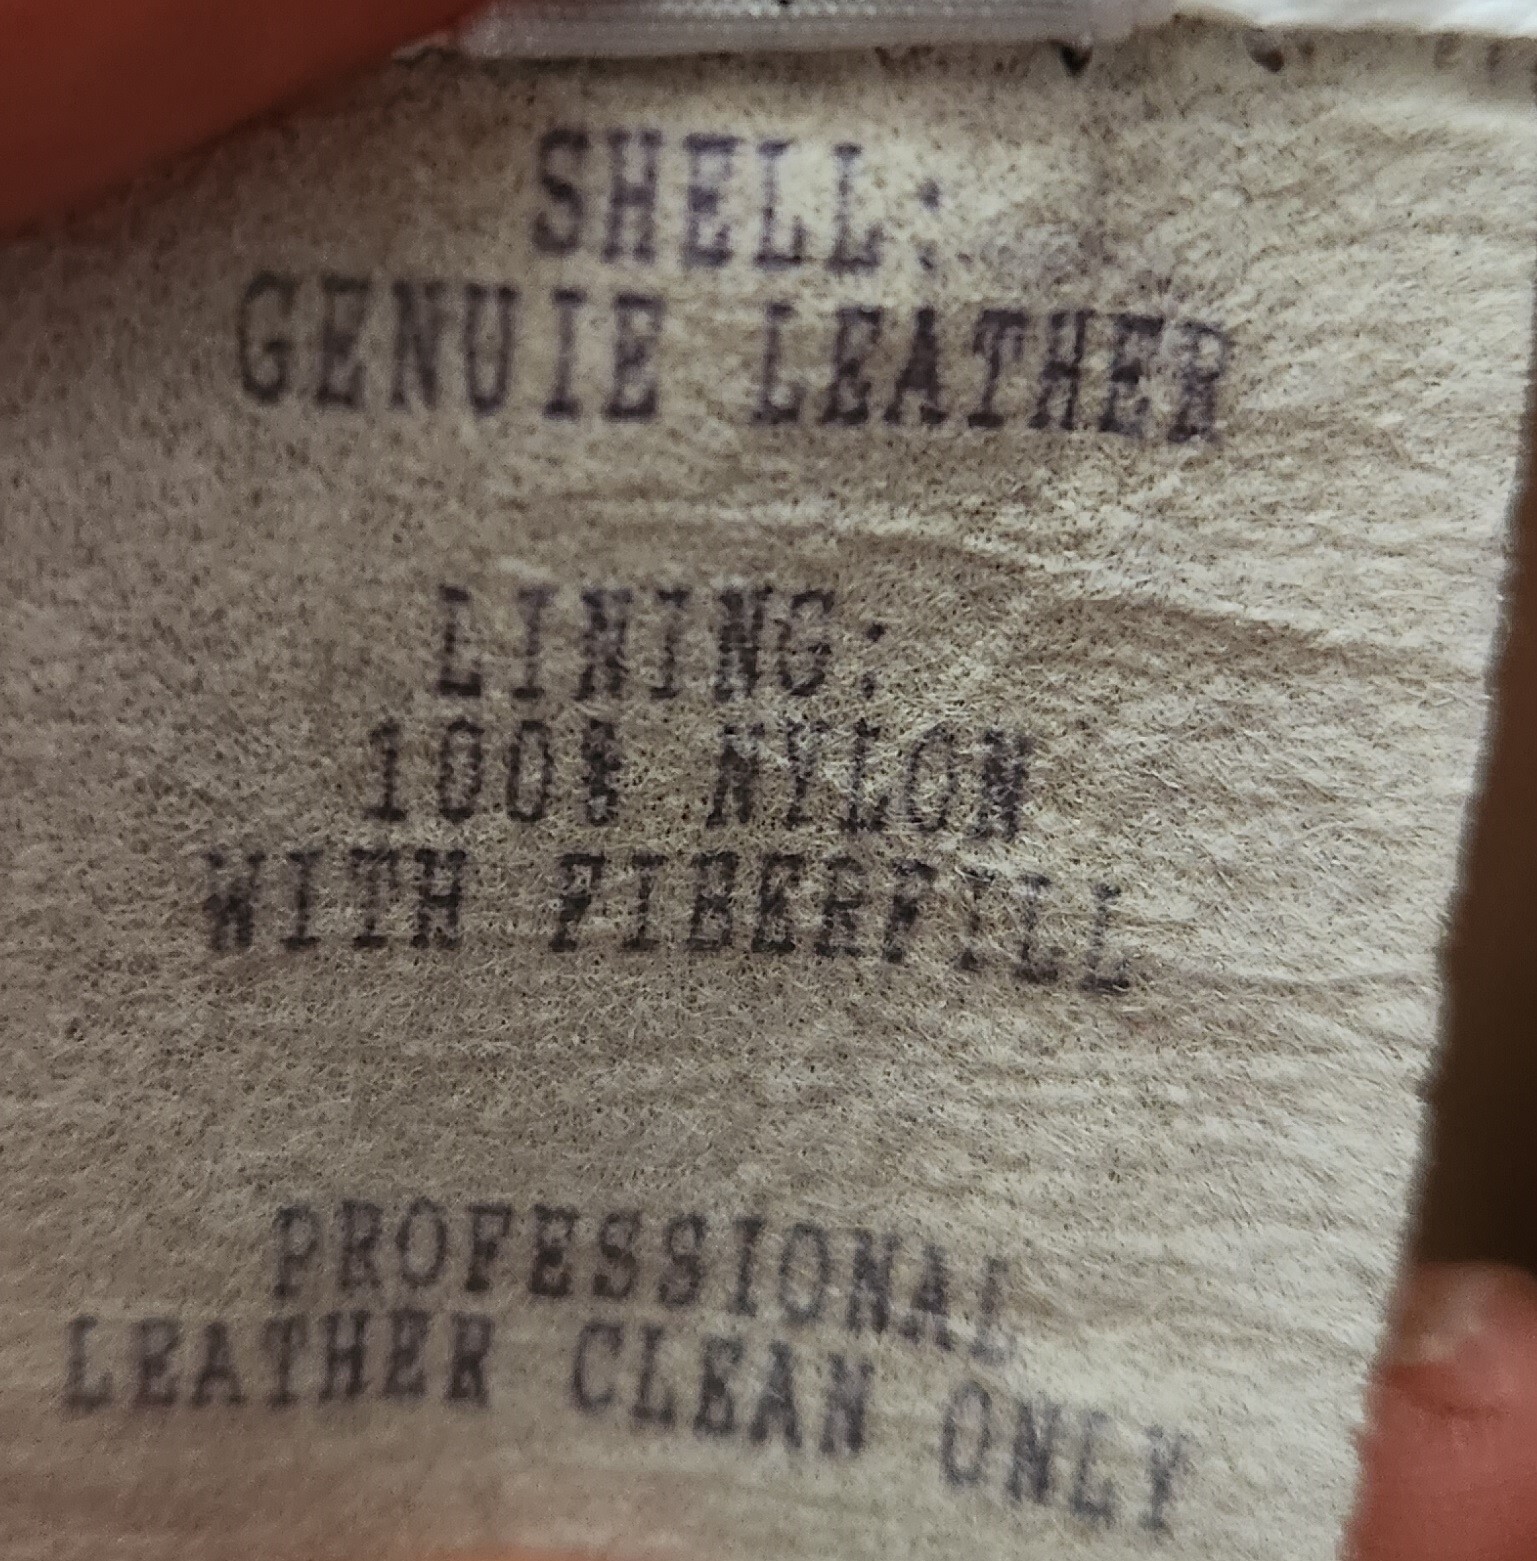 SHELL:
GENUIE LEATHER
LINING:
100% NYLON
WITH FIBERFILL
PROFESSIONAL
LEATHER CLEAN ONLY